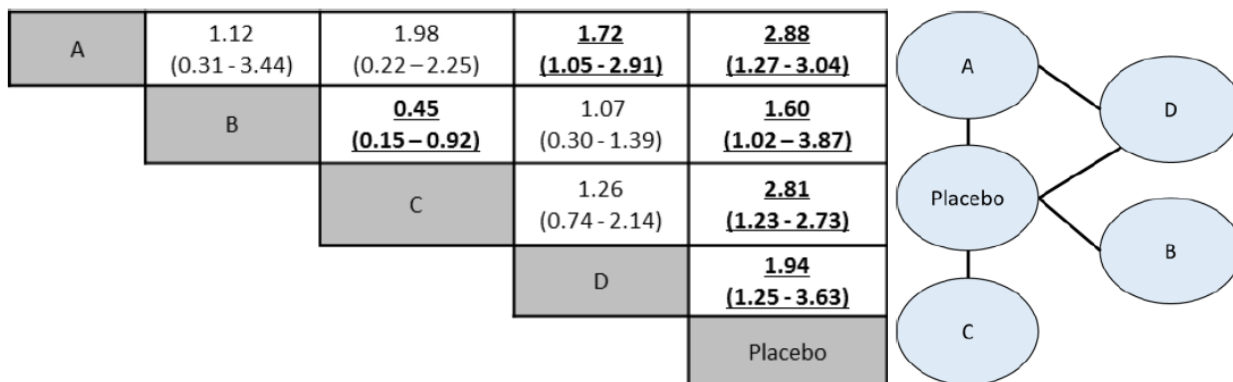 A
1.12
(0.31 - 3.44)
1.98
(0.22 – 2.25)
1.72
(1.05 - 2.91)
2.88
(1.27 - 3.04)
B
0.45
(0.15 – 0.92)
1.07
(0.30 - 1.39)
1.60
(1.02 – 3.87)
C
1.26
(0.74 - 2.14)
2.81
(1.23 - 2.73)
D
1.94
(1.25 - 3.63)
Placebo
A
D
Placebo
B
C